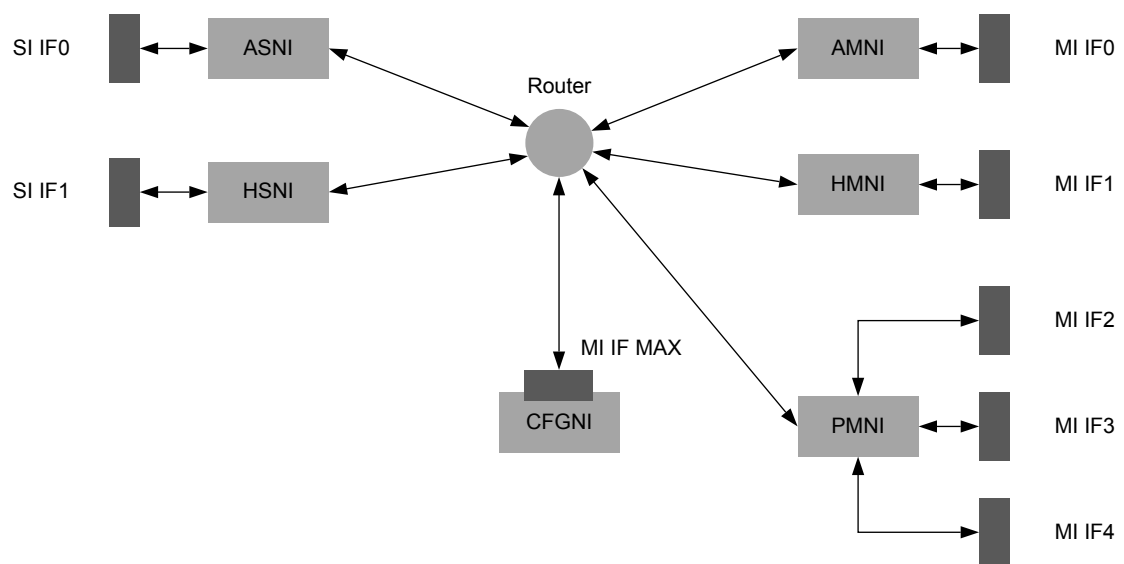 SI IF0
ASNI
AMNI
MI IF0
Router
SI IF1
HSNI
HMNI
MI IF1
MI IF2
MI IF MAX
CFGNI
PMNI
MI IF3
MI IF4